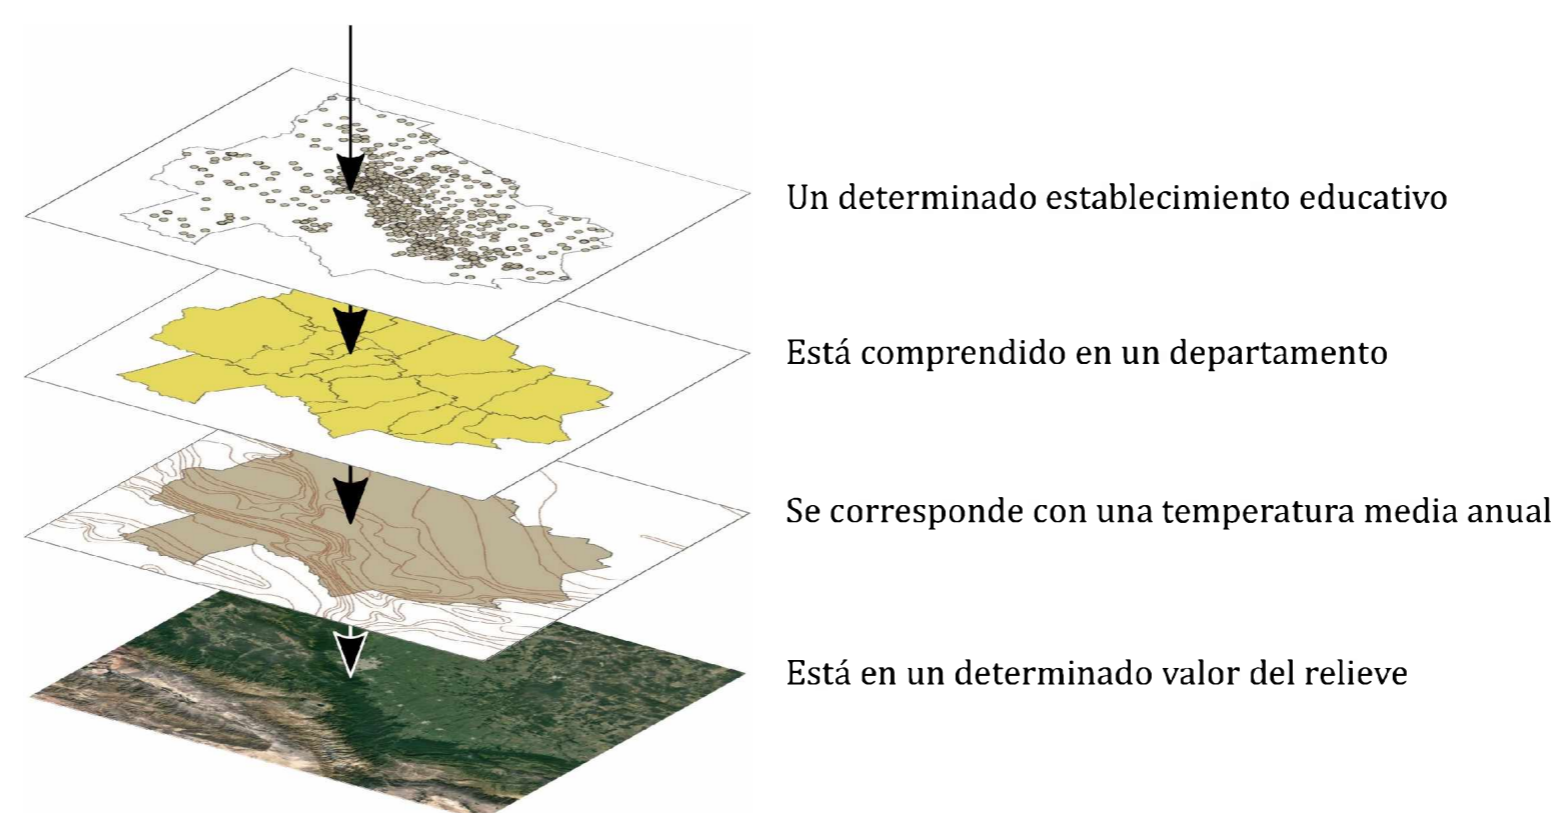 Un determinado establecimiento educativo
Está comprendido en un departamento
Se corresponde con una temperatura media anual
Está en un determinado valor del relieve